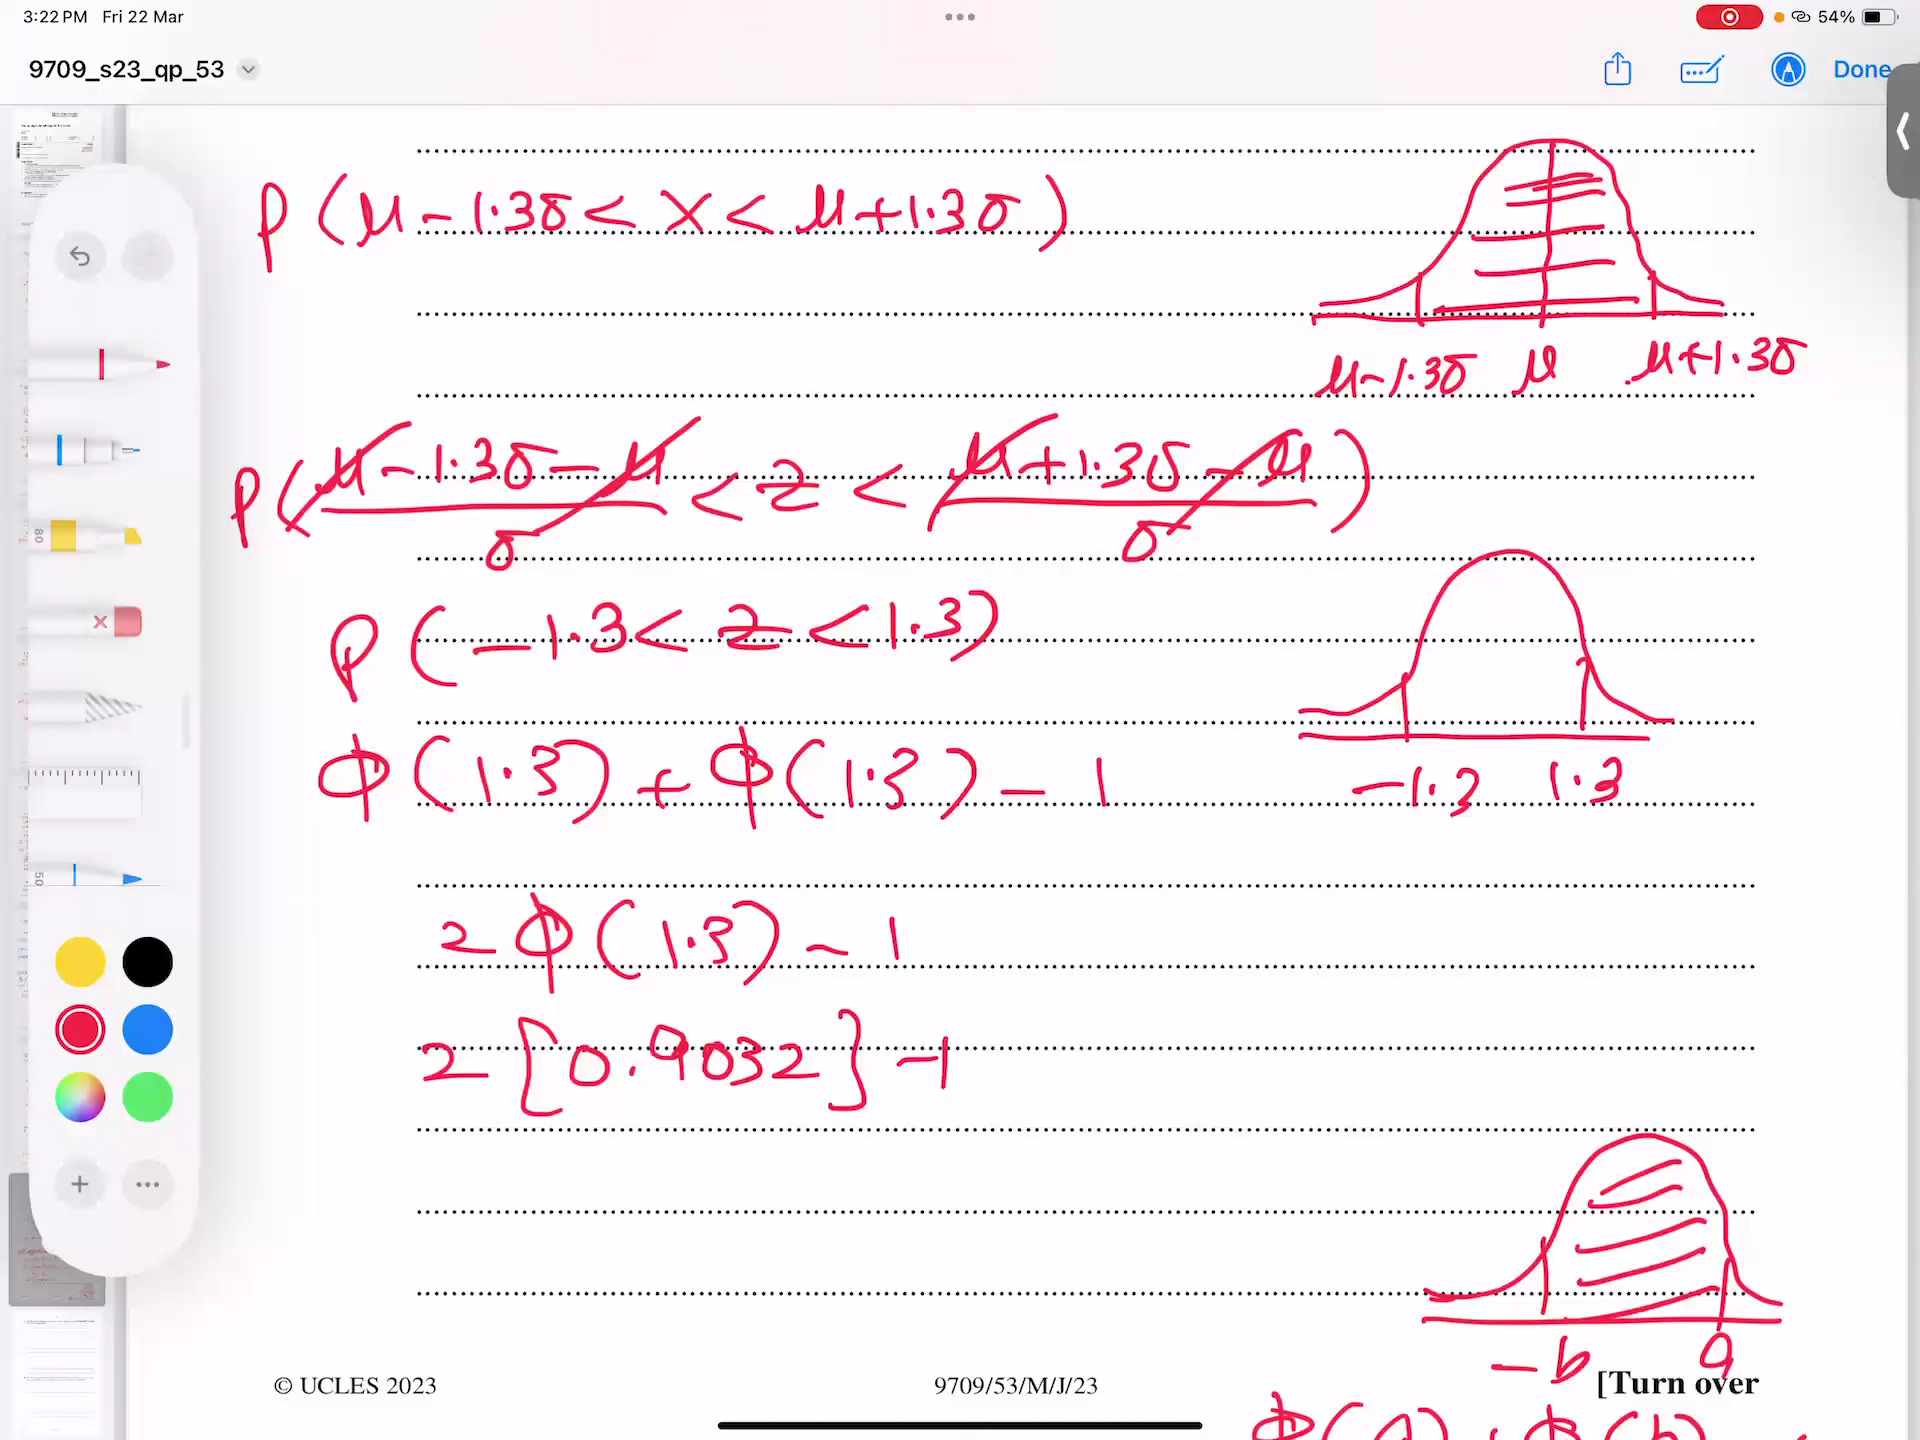 3:22 PM Fri 22 Mar
54%
9709_s23_qp_53
Done
P(μ-1.3σ < X < μ+1.3σ)
μ-1.3σ μ μ+1.3σ
P(μ-1.3σ-μ/σ < z < μ+1.3σ-μ/σ)
P(-1.3 < z < 1.3)
-1.3 1.3
Φ(1.3) + Φ(1.3) - 1
2Φ(1.3) - 1
2[0.9032] - 1
-b a
80
50
© UCLES 2023
9709/53/M/J/23
[Turn over
Φ(a) + Φ(b)